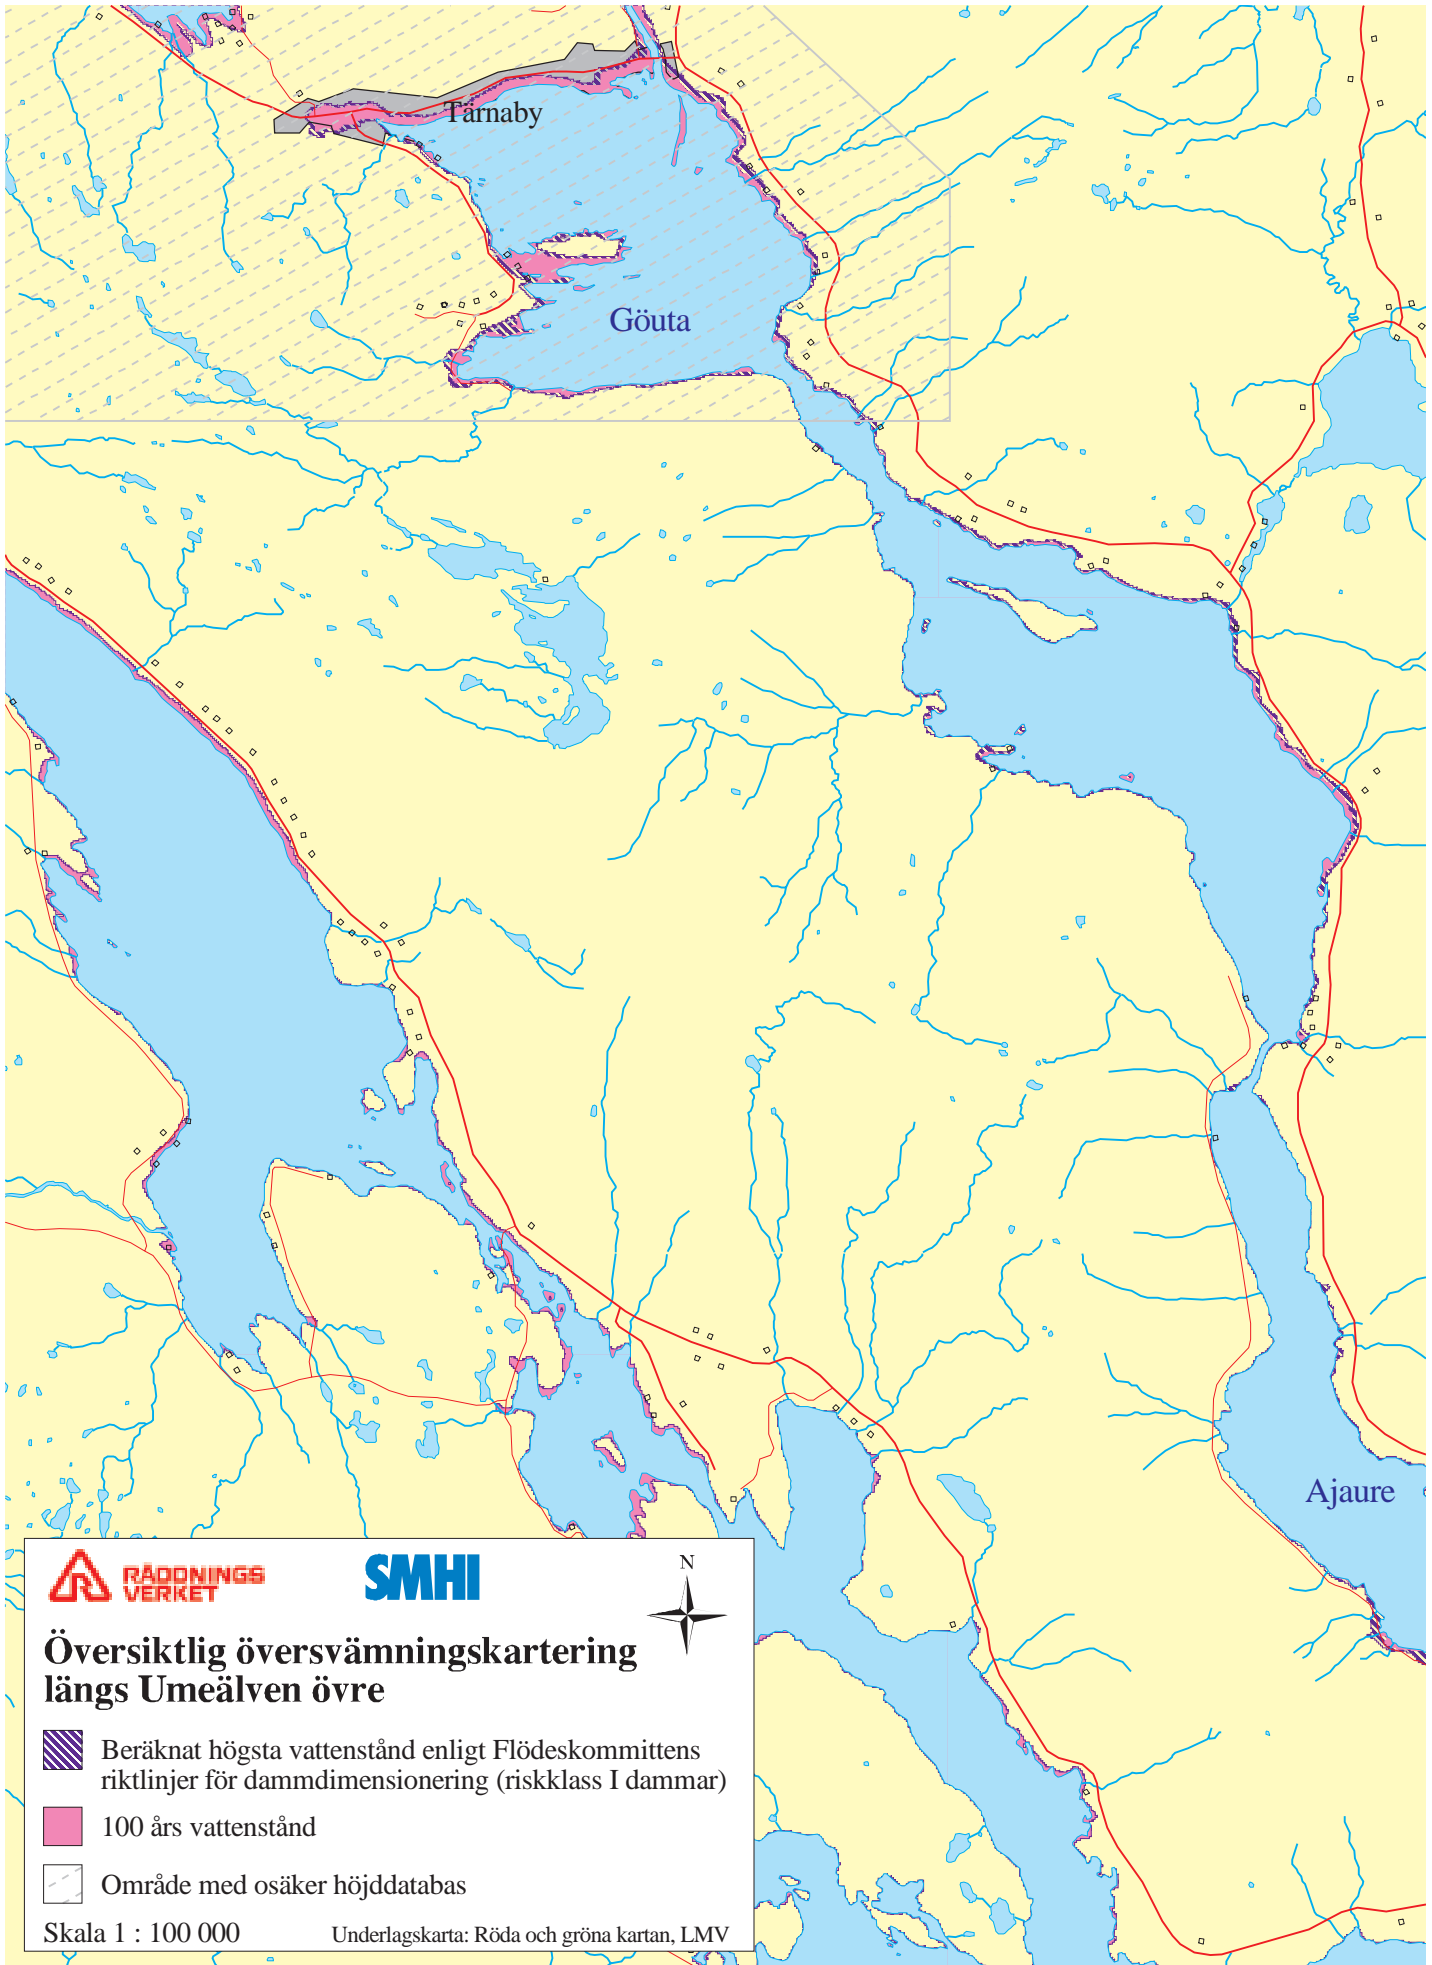 Tärnaby
Göuta
Ajaure
RÄDDNINGS
VERKET
SMHI
N
Översiktlig översvämningskartering
längs Umeälven övre
Beräknat högsta vattenstånd enligt Flödeskommittens
riktlinjer för dammdimensionering (riskklass I dammar)
100 års vattenstånd
Område med osäker höjddatabas
Skala 1 : 100 000
Underlagskarta: Röda och gröna kartan, LMV